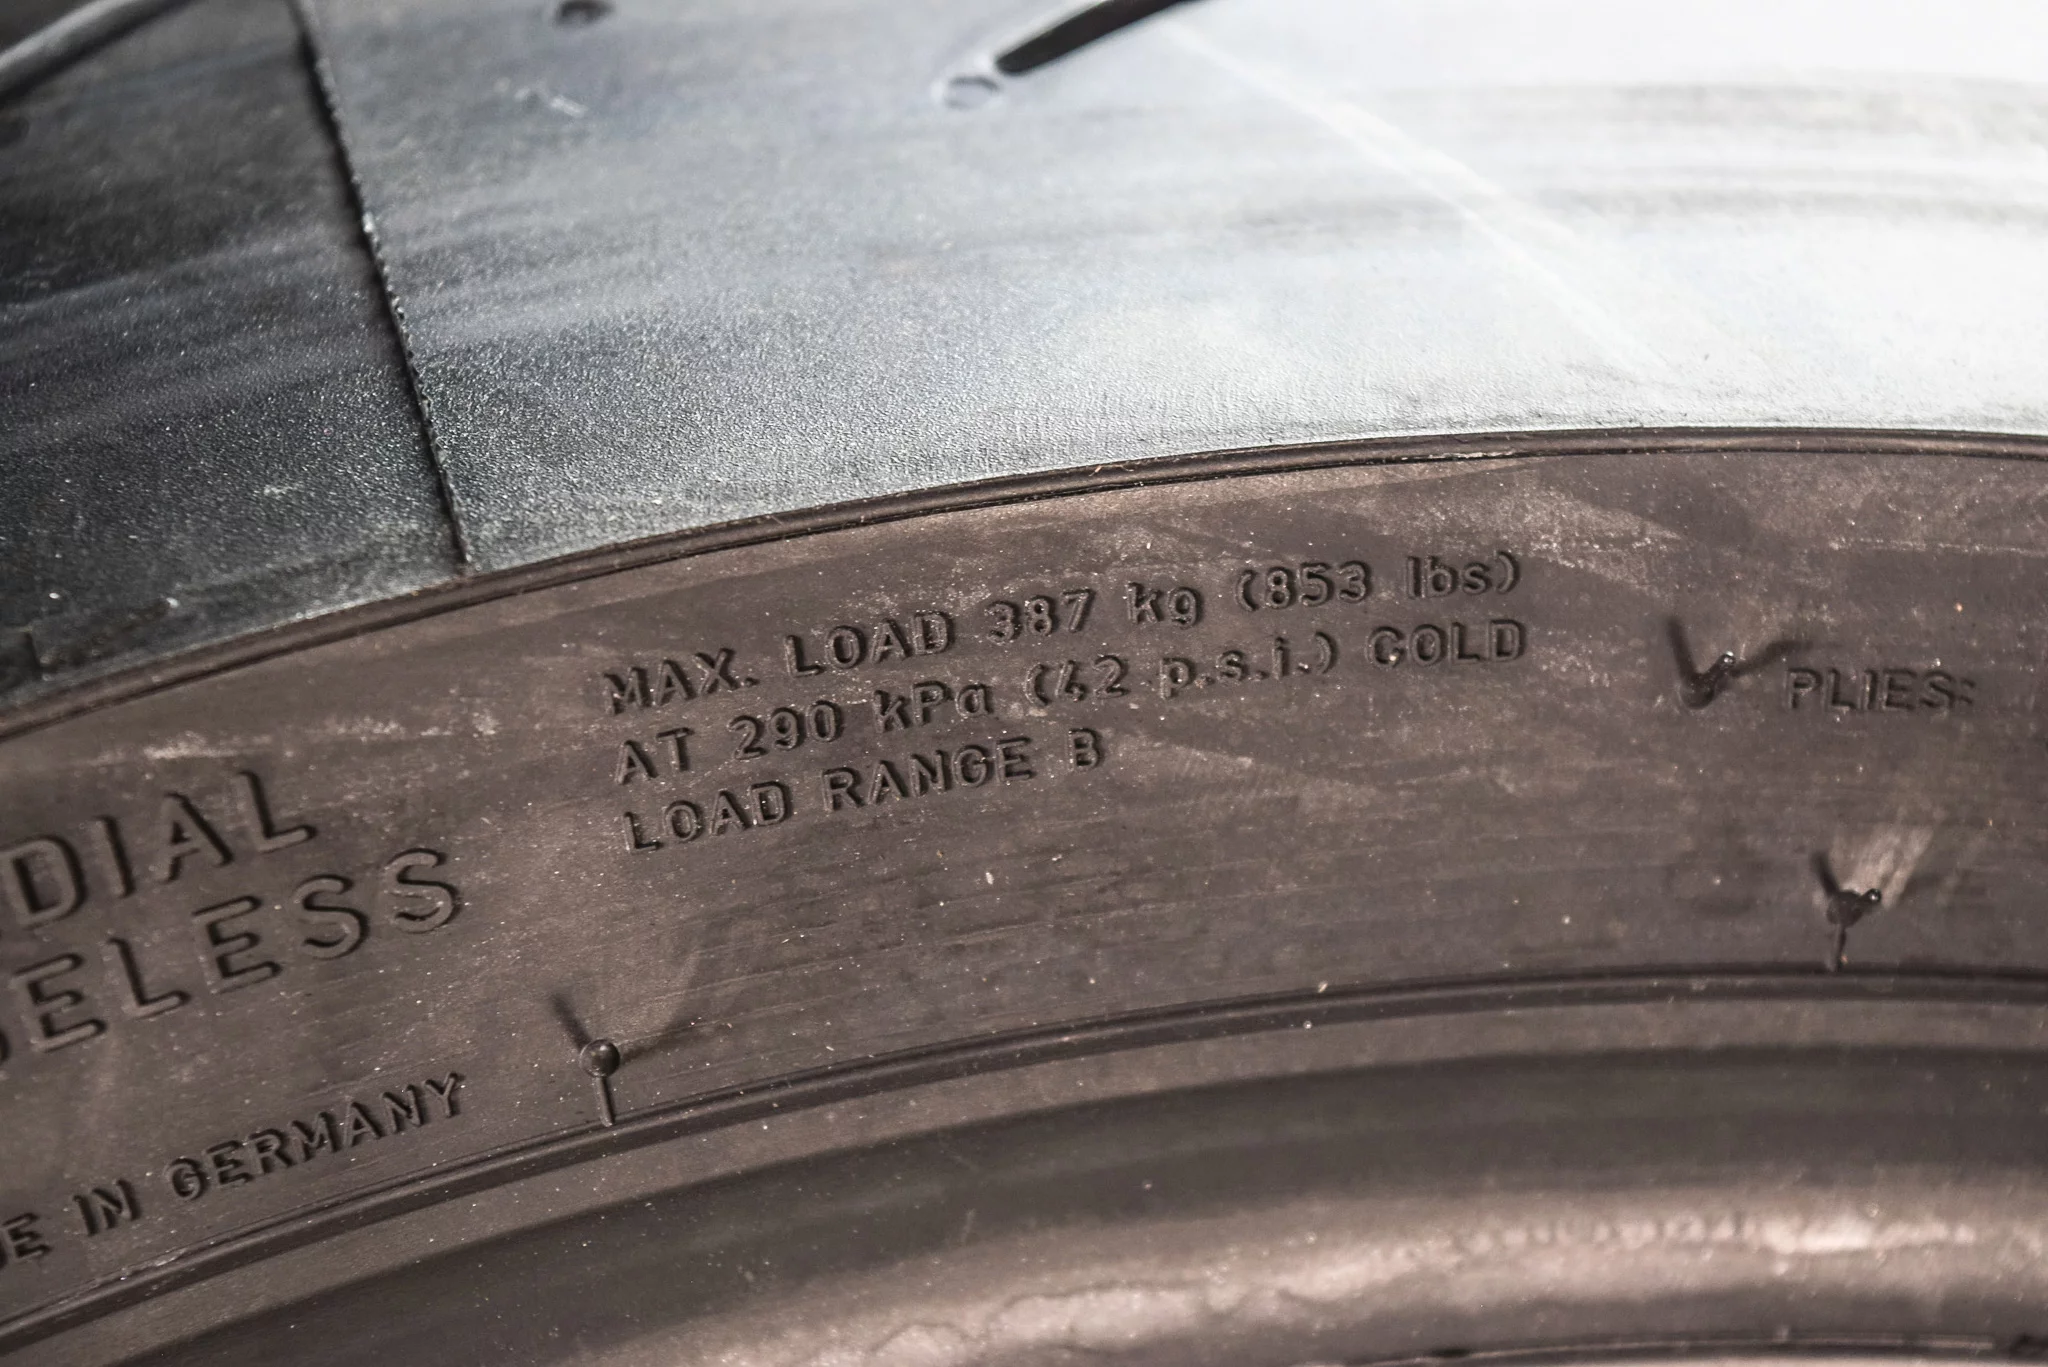 MAX. LOAD 387 kg (853 lbs)
AT 290 kPa (42 p.s.i.) COLD
LOAD RANGE B
PLIES:
DIAL
ELESS
E IN GERMANY